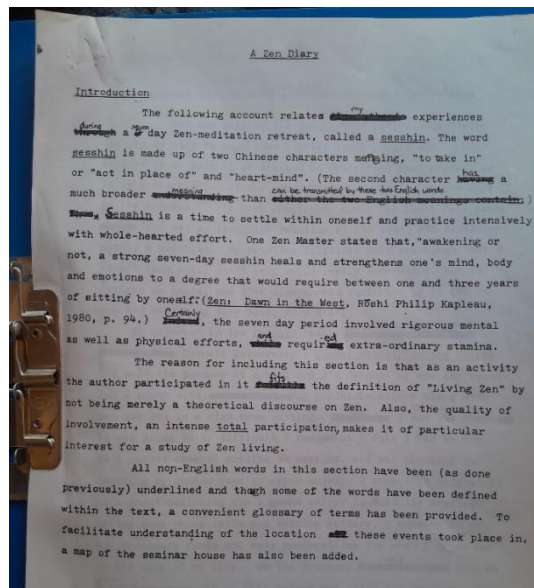 A Zen Diary
Introduction
The following account relates my experiences
during a seven day Zen-meditation retreat, called a sesshin. The word
sesshin is made up of two Chinese characters meaning, "to take in"
or "act in place of" and "heart-mind". (The second character has a
much broader meaning than can be transmitted by these two English words.)
Sesshin is a time to settle within oneself and practice intensively
with whole-hearted effort. One Zen Master states that, "awakening or
not, a strong seven-day sesshin heals and strengthens one's mind, body
and emotions to a degree that would require between one and three years
of sitting by oneself." (Zen: Dawn in the West, Rōshi Philip Kapleau,
1980, p. 94.) Certainly, the seven day period involved rigorous mental
as well as physical efforts, and required extra-ordinary stamina.
The reason for including this section is that as an activity
the author participated in it fits the definition of "Living Zen" by
not being merely a theoretical discourse on Zen. Also, the quality of
involvement, an intense total participation, makes it of particular
interest for a study of Zen living.
All non-English words in this section have been (as done
previously) underlined and though some of the words have been defined
within the text, a convenient glossary of terms has been provided. To
facilitate understanding of the location these events took place in,
a map of the seminar house has also been added.